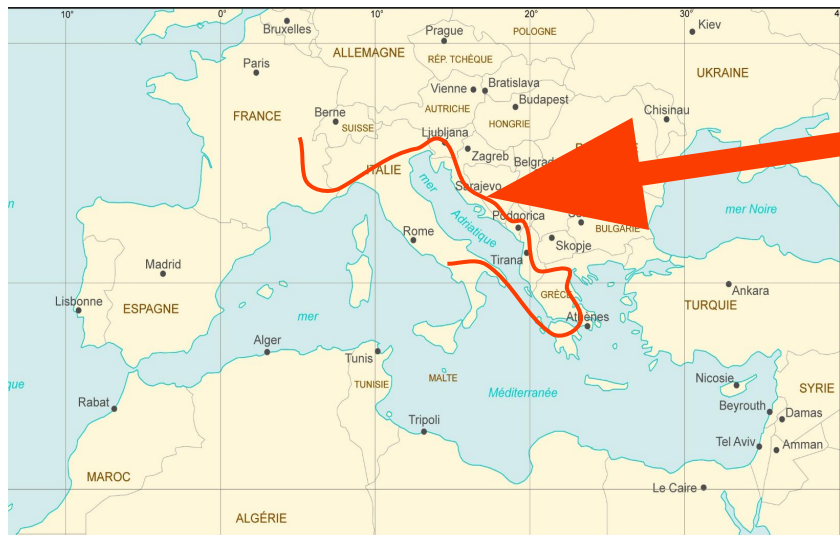 10°
0°
10°
20°
30°
4
Bruxelles
Prague
POLOGNE
Kiev
ALLEMAGNE
RÉP. TCHÈQUE
Paris
UKRAINE
Vienne
Bratislava
Budapest
FRANCE
Berne
AUTRICHE
Chisinau
SUISSE
HONGRIE
Ljubljana
Zagreb
Belgrad
ITALIE
Sarajevo
mer
Adriatique
Podgorica
mer Noire
Rome
BULGARIE
Skopje
Madrid
Tirana
Ankara
Lisbonne
ESPAGNE
GRÈCE
TURQUIE
mer
Athènes
Alger
Tunis
Nicosie
TUNISIE
MALTE
SYRIE
que
Méditerranée
Rabat
Beyrouth
Damas
Tripoli
Tel Aviv
Amman
MAROC
Le Caire
ALGÉRIE